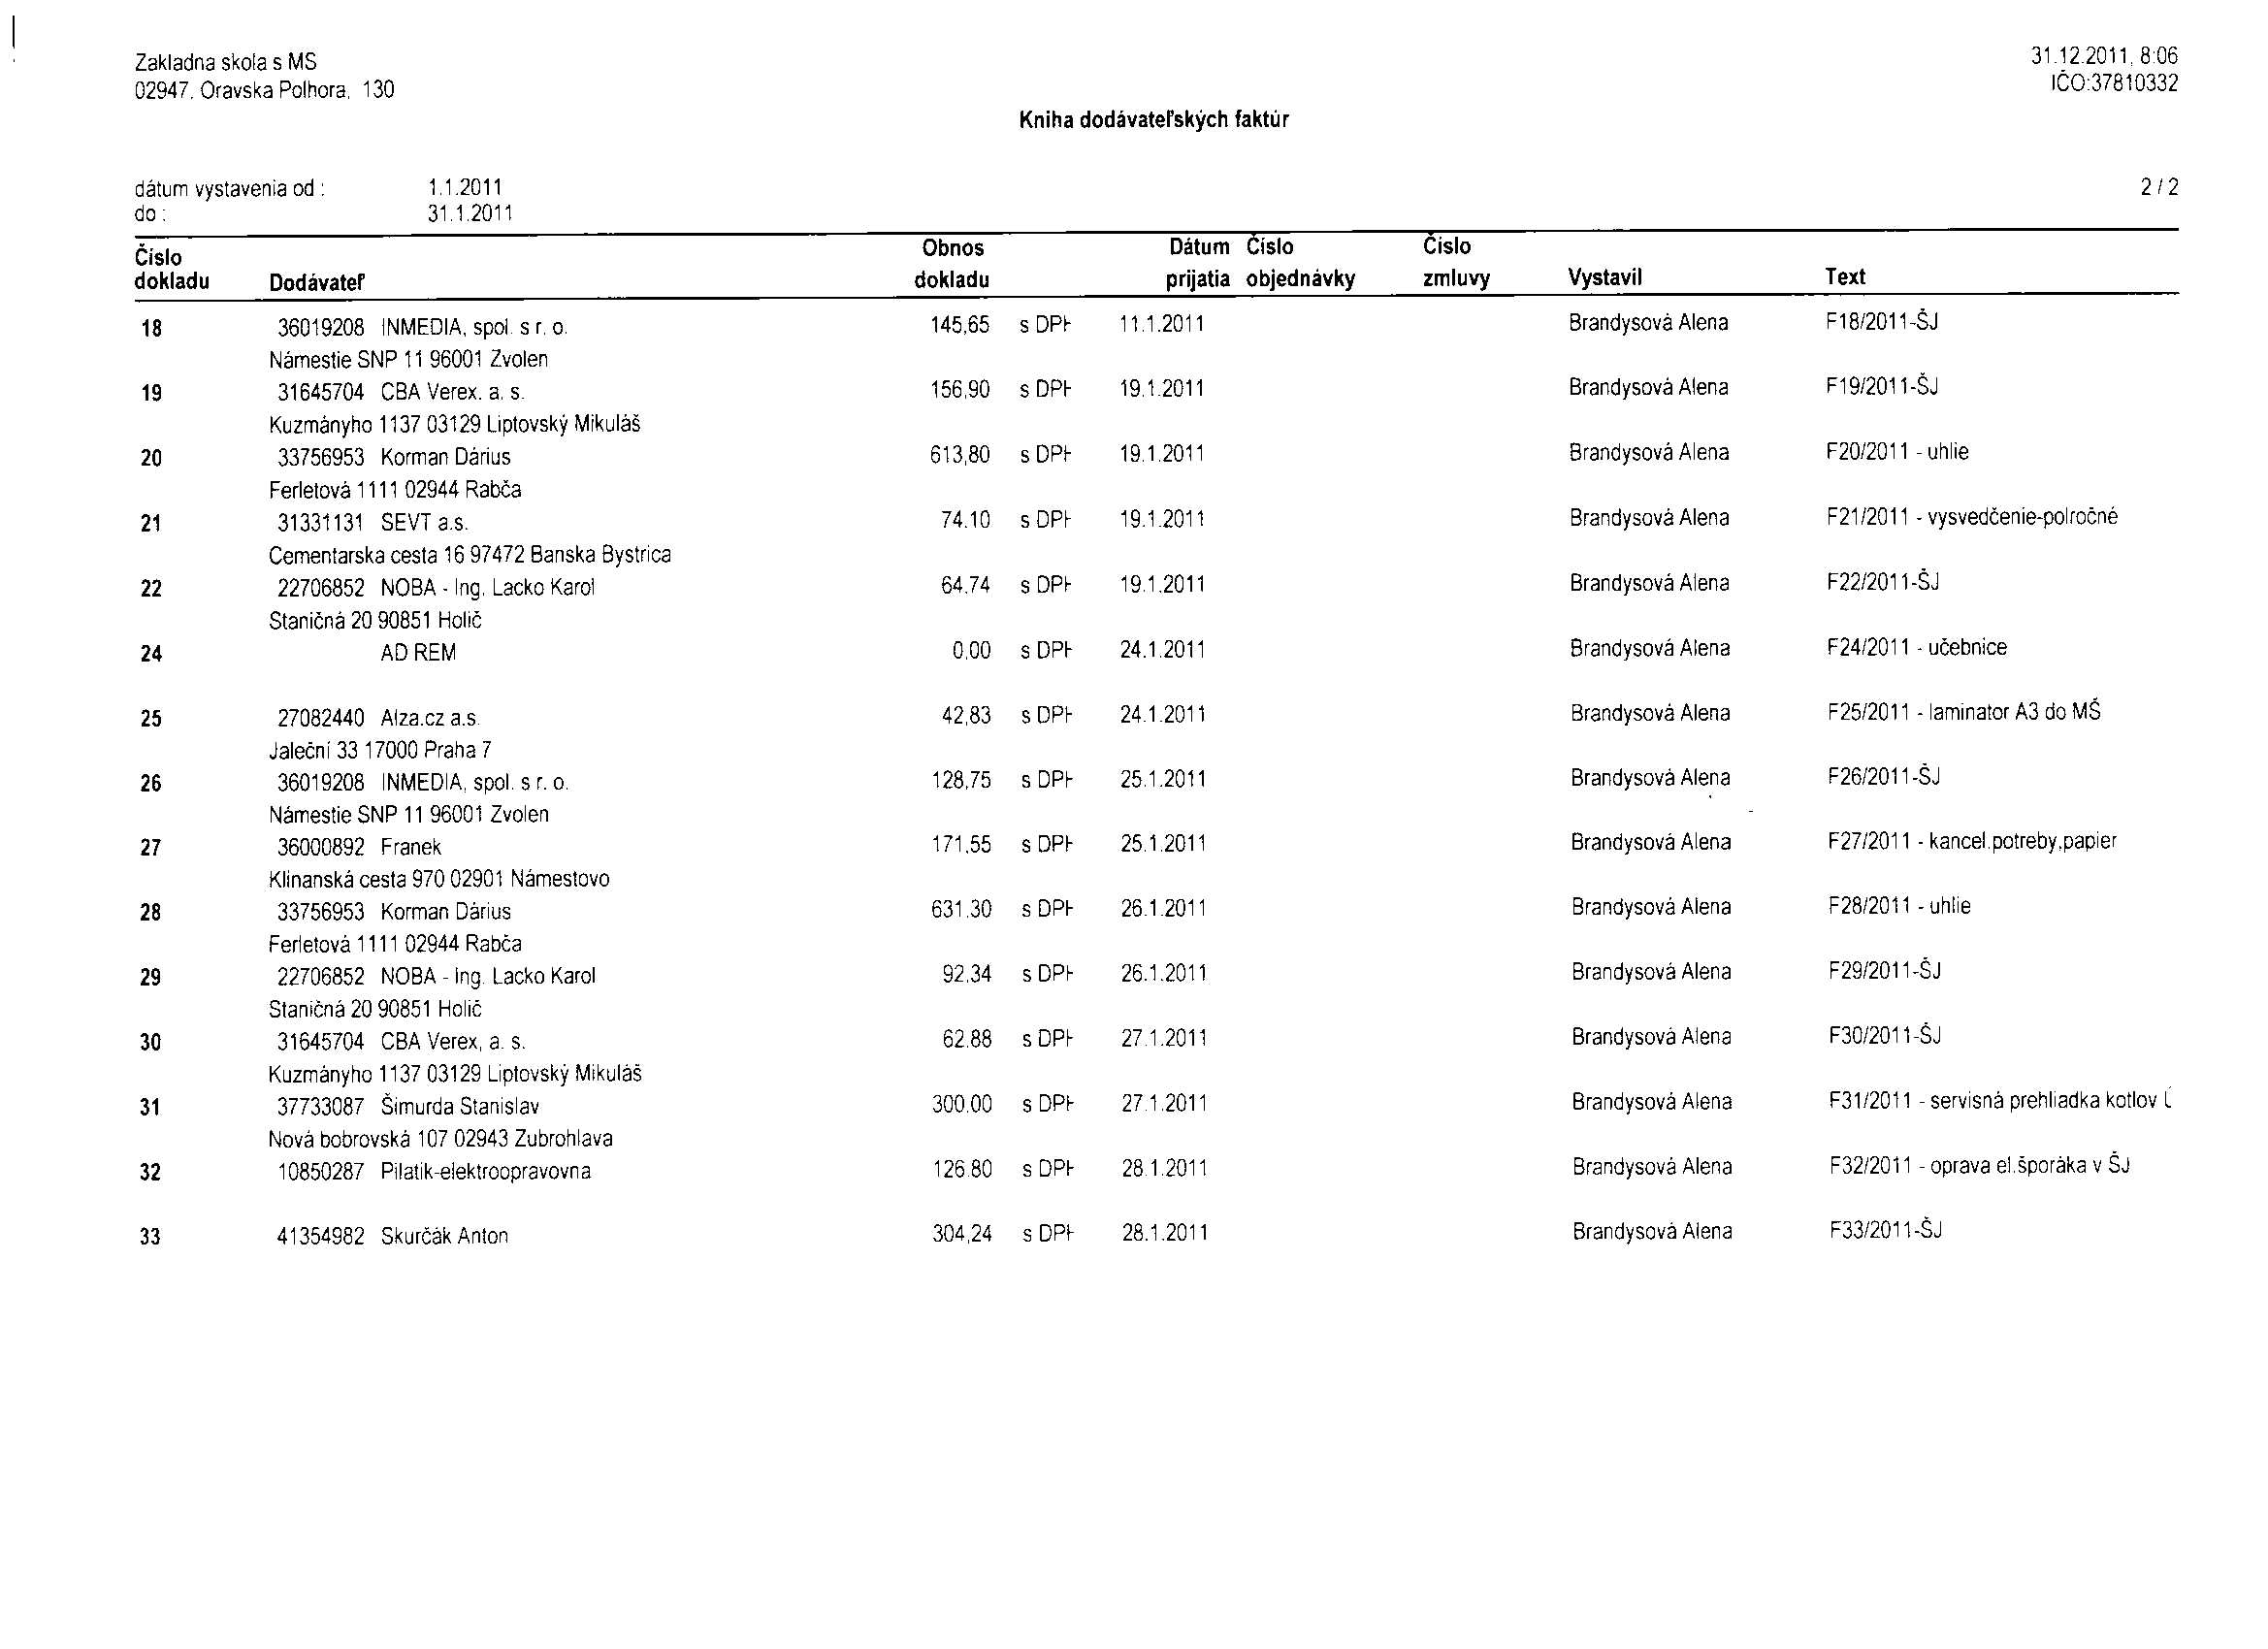 Zakladna skola s MS
02947, Oravska Polhora, 130
31.12.2011, 8:06
IČO:37810332
Kniha dodávateľských faktúr
dátum vystavenia od : 1.1.2011
do : 31.1.2011
2 / 2
Číslo dokladu Dodávateľ Obnos dokladu Dátum prijatia Číslo objednávky Číslo zmluvy Vystavil Text
18 36019208 INMEDIA, spol. s r. o. 145,65 s DPH 11.1.2011 Brandysová Alena F18/2011-ŠJ
Námestie SNP 11 96001 Zvolen
19 31645704 CBA Verex, a. s. 156,90 s DPH 19.1.2011 Brandysová Alena F19/2011-ŠJ
Kuzmányho 1137 03129 Liptovský Mikuláš
20 33756953 Korman Dárius 613,80 s DPH 19.1.2011 Brandysová Alena F20/2011 - uhlie
Ferletová 1111 02944 Rabča
21 31331131 SEVT a.s. 74,10 s DPH 19.1.2011 Brandysová Alena F21/2011 - vysvedčenie-polročné
Cementarska cesta 16 97472 Banska Bystrica
22 22706852 NOBA - Ing. Lacko Karol 64,74 s DPH 19.1.2011 Brandysová Alena F22/2011-ŠJ
Staničná 20 90851 Holíč
24 AD REM 0,00 s DPH 24.1.2011 Brandysová Alena F24/2011 - učebnice
25 27082440 Alza.cz a.s. 42,83 s DPH 24.1.2011 Brandysová Alena F25/2011 - laminator A3 do MŠ
Jaleční 33 17000 Praha 7
26 36019208 INMEDIA, spol. s r. o. 128,75 s DPH 25.1.2011 Brandysová Alena F26/2011-ŠJ
Námestie SNP 11 96001 Zvolen
27 36000892 Franek 171,55 s DPH 25.1.2011 Brandysová Alena F27/2011 - kancel.potreby,papier
Klinanská cesta 970 02901 Námestovo
28 33756953 Korman Dárius 631,30 s DPH 26.1.2011 Brandysová Alena F28/2011 - uhlie
Ferletová 1111 02944 Rabča
29 22706852 NOBA - Ing. Lacko Karol 92,34 s DPH 26.1.2011 Brandysová Alena F29/2011-ŠJ
Staničná 20 90851 Holíč
30 31645704 CBA Verex, a. s. 62,88 s DPH 27.1.2011 Brandysová Alena F30/2011-ŠJ
Kuzmányho 1137 03129 Liptovský Mikuláš
31 37733087 Šimurda Stanislav 300,00 s DPH 27.1.2011 Brandysová Alena F31/2011 - servisná prehliadka kotlov
Nová bobrovská 107 02943 Zubrohlava
32 10850287 Pilatik-elektroopravovna 126,80 s DPH 28.1.2011 Brandysová Alena F32/2011 - oprava el.šporáka v ŠJ
33 41354982 Skurčák Anton 304,24 s DPH 28.1.2011 Brandysová Alena F33/2011-ŠJ